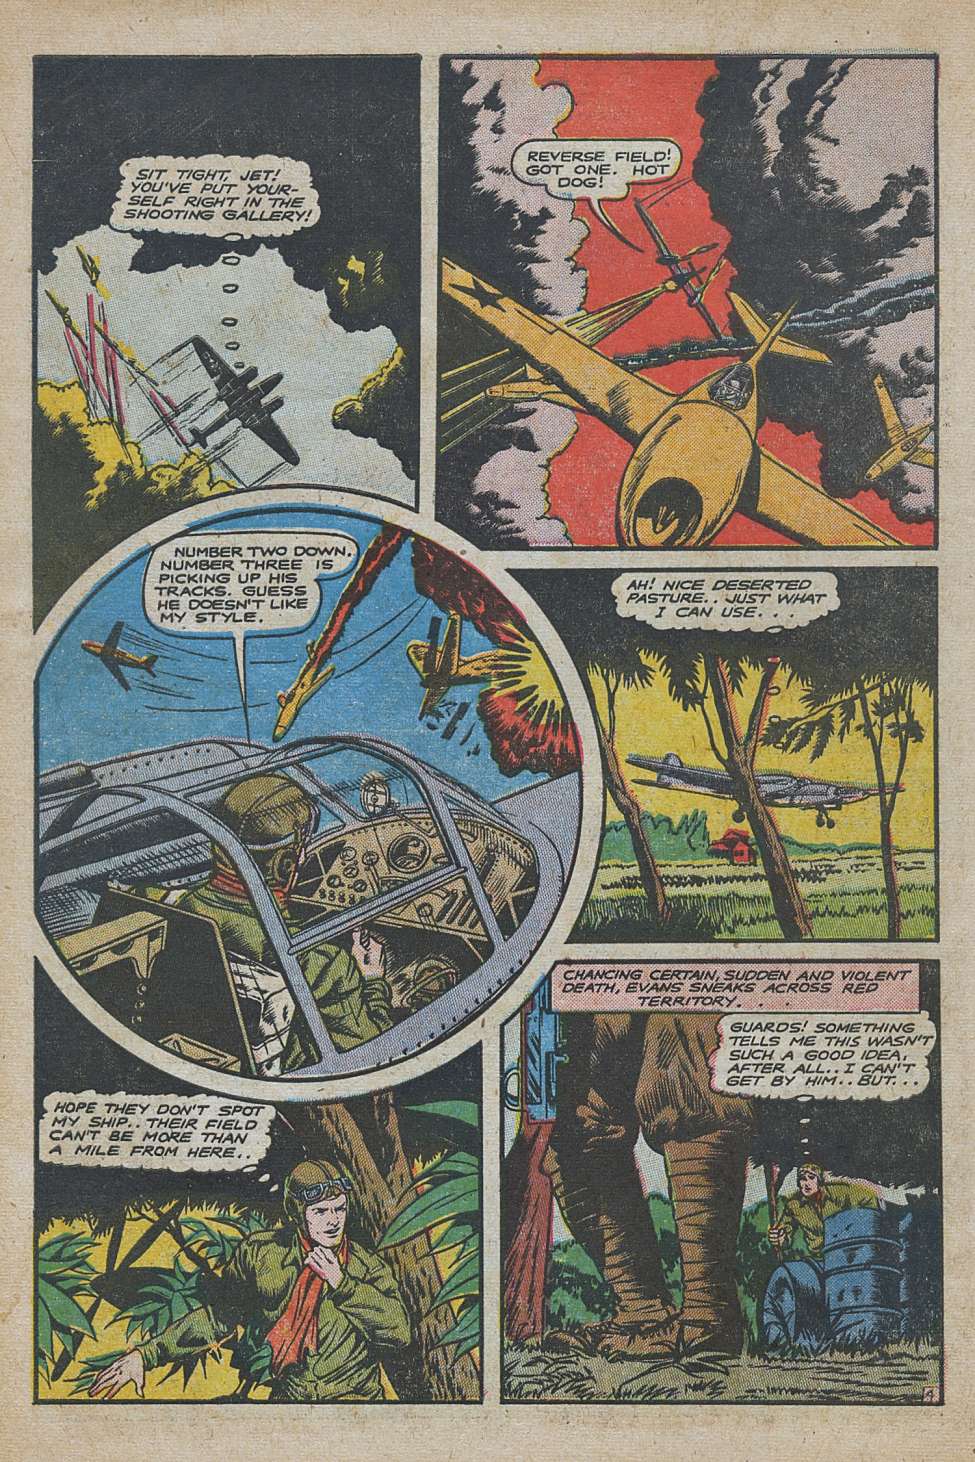 SIT TIGHT, JET!
YOU'VE PUT YOUR-
SELF RIGHT IN THE
SHOOTING GALLERY!
REVERSE FIELD!
GOT ONE. HOT
DOG!
NUMBER TWO DOWN.
NUMBER THREE IS
PICKING UP HIS
TRACKS. GUESS
HE DOESN'T LIKE
MY STYLE.
AH! NICE DESERTED
PASTURE.. JUST WHAT
I CAN USE...
HOPE THEY DON'T SPOT
MY SHIP.. THEIR FIELD
CAN'T BE MORE THAN
A MILE FROM HERE..
CHANCING CERTAIN, SUDDEN AND VIOLENT
DEATH, EVANS SNEAKS ACROSS RED
TERRITORY...
GUARDS! SOMETHING
TELLS ME THIS WASN'T
SUCH A GOOD IDEA,
AFTER ALL.. I CAN'T
GET BY HIM.. BUT...
4